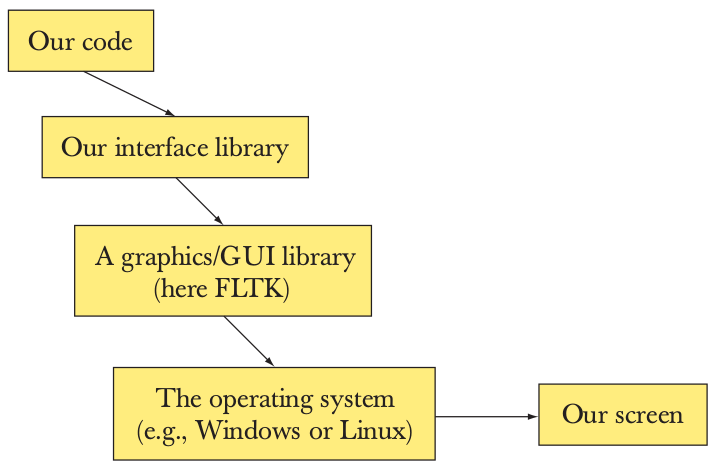 Our code
Our interface library
A graphics/GUI library
(here FLTK)
The operating system
(e.g., Windows or Linux)
Our screen